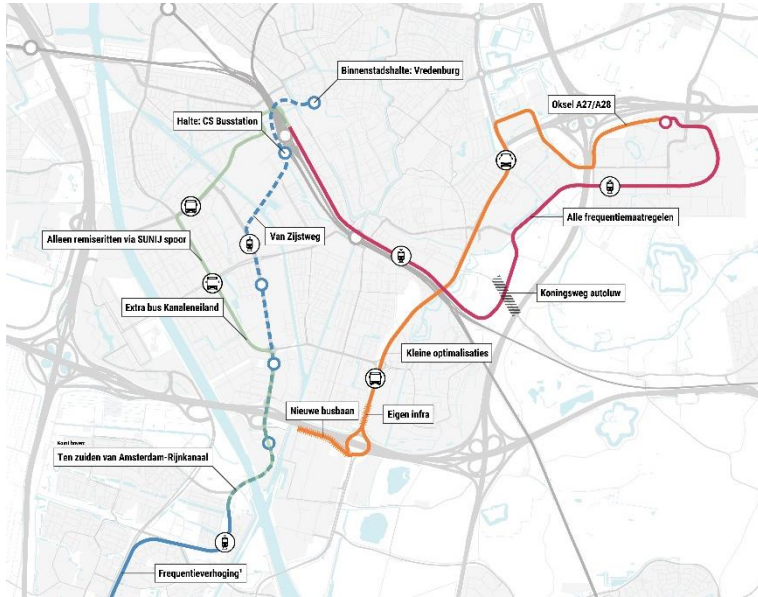 Binnenstadshalte: Vredenburg
Oksel A27/A28
Halte: CS Busstation
Alle frequentiemaatregelen
Van Zijstweg
Alleen remiseritten via SUNIJ spoor
Koningsweg autoluw
Extra bus Kanaleneiland
Kleine optimalisaties
Nieuwe busbaan
Eigen infra
Ten zuiden van Amsterdam-Rijnkanaal
Frequentieverhoging¹